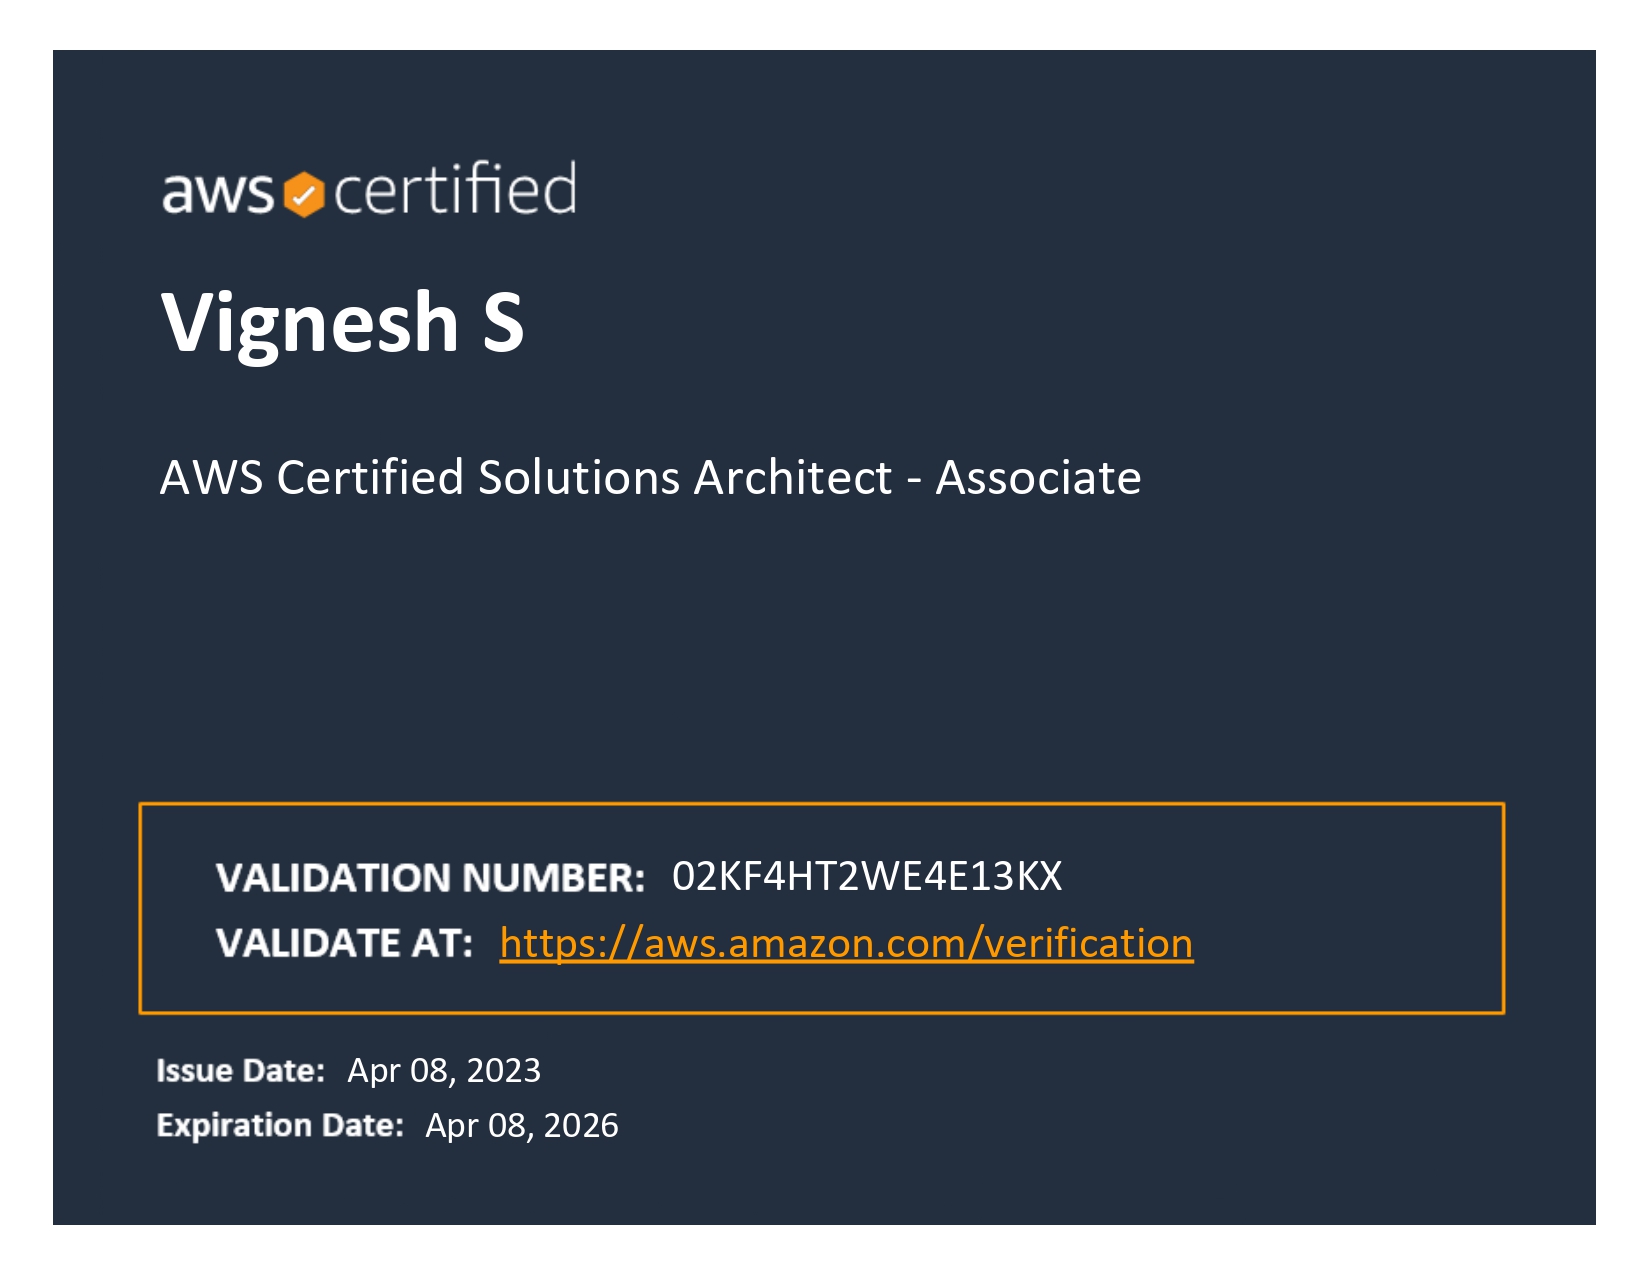 aws certified
Vignesh S
AWS Certified Solutions Architect - Associate
VALIDATION NUMBER: 02KF4HT2WE4E13KX
VALIDATE AT: https://aws.amazon.com/verification
Issue Date: Apr 08, 2023
Expiration Date: Apr 08, 2026